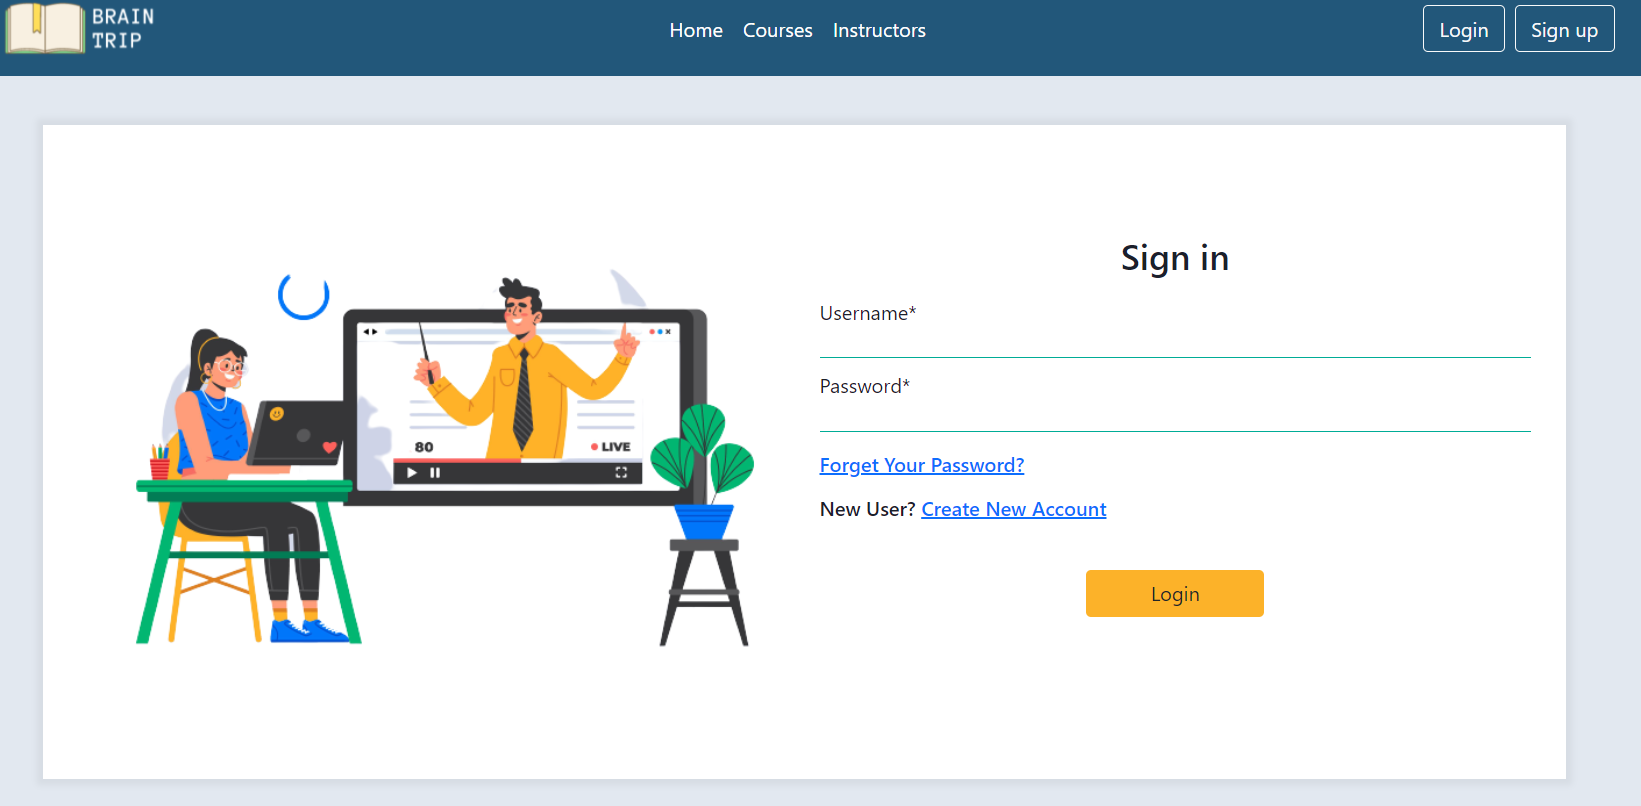 BRAIN
TRIP
Home Courses Instructors
Login Sign up
Sign in
Username*
Password*
Forget Your Password?
New User? Create New Account
Login
80
LIVE